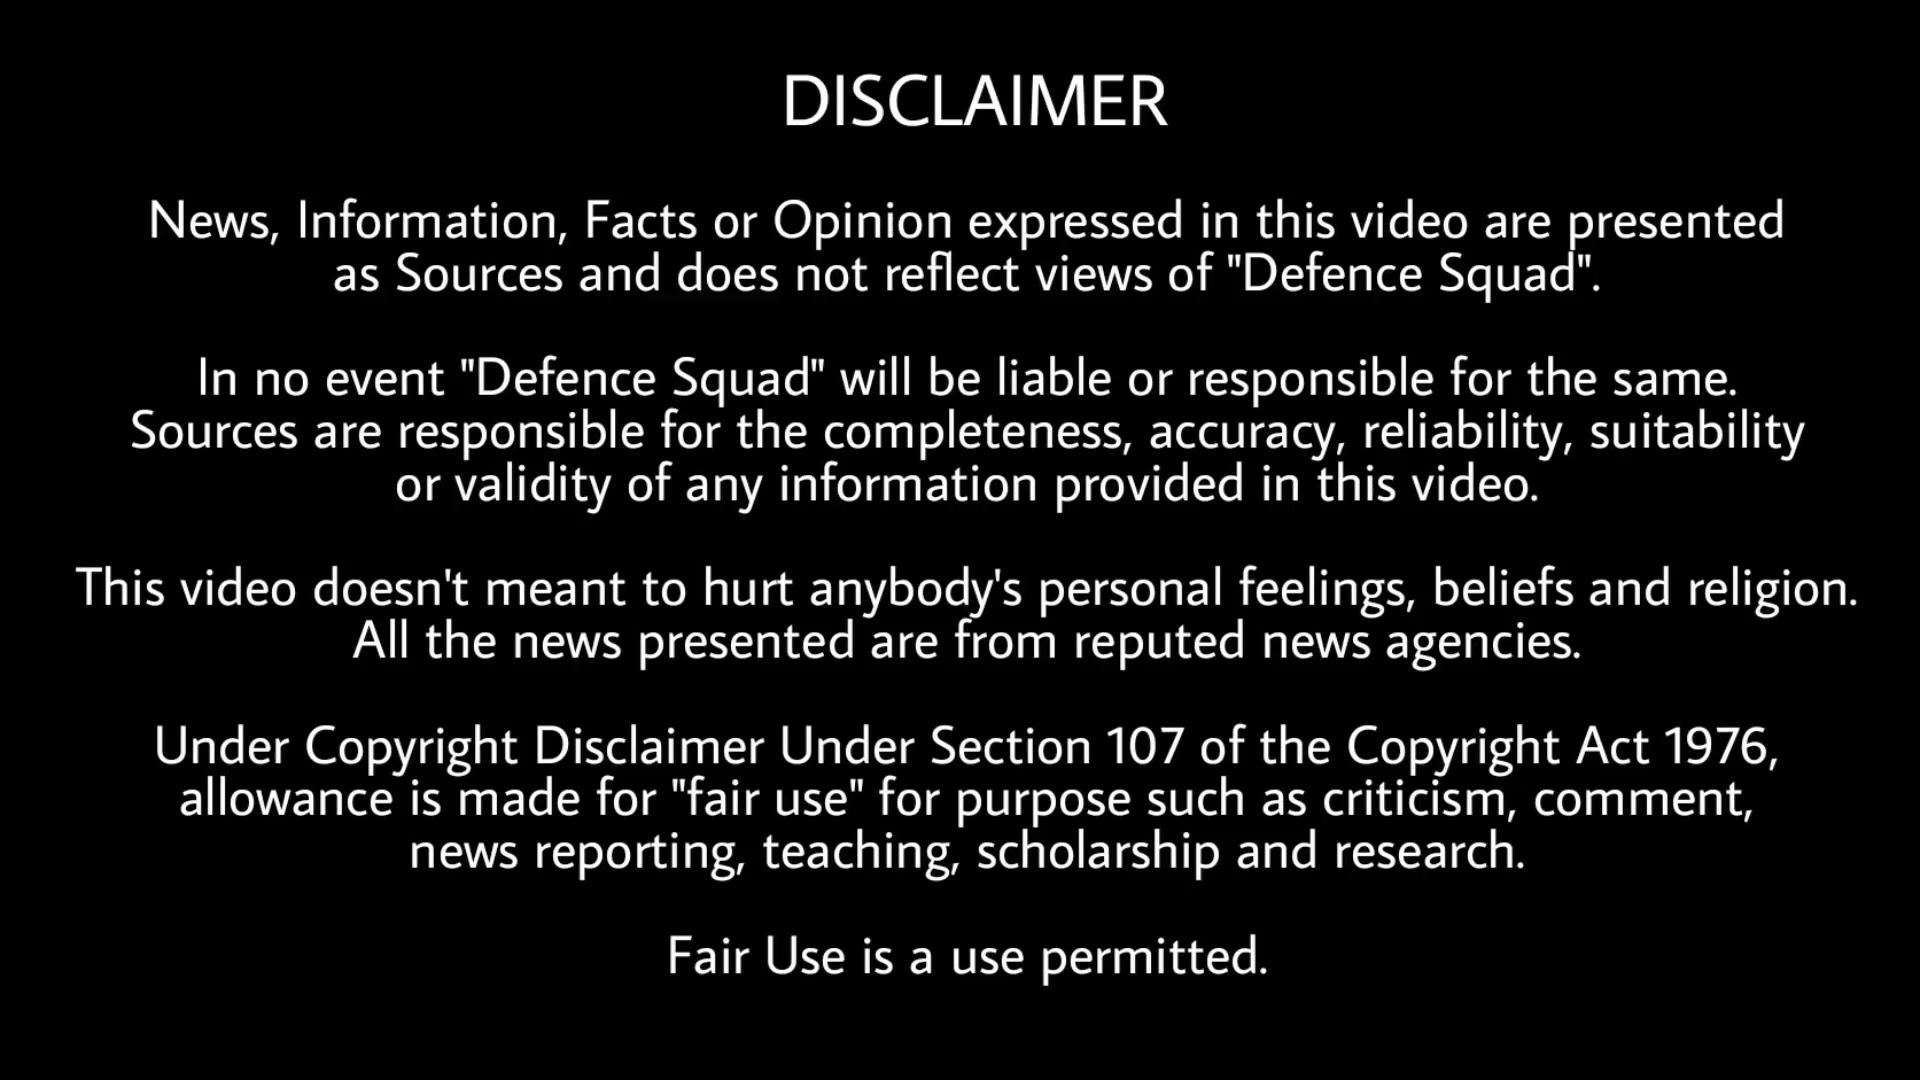 DISCLAIMER
News, Information, Facts or Opinion expressed in this video are presented
as Sources and does not reflect views of "Defence Squad".
In no event "Defence Squad" will be liable or responsible for the same.
Sources are responsible for the completeness, accuracy, reliability, suitability
or validity of any information provided in this video.
This video doesn't meant to hurt anybody's personal feelings, beliefs and religion.
All the news presented are from reputed news agencies.
Under Copyright Disclaimer Under Section 107 of the Copyright Act 1976,
allowance is made for "fair use" for purpose such as criticism, comment,
news reporting, teaching, scholarship and research.
Fair Use is a use permitted.